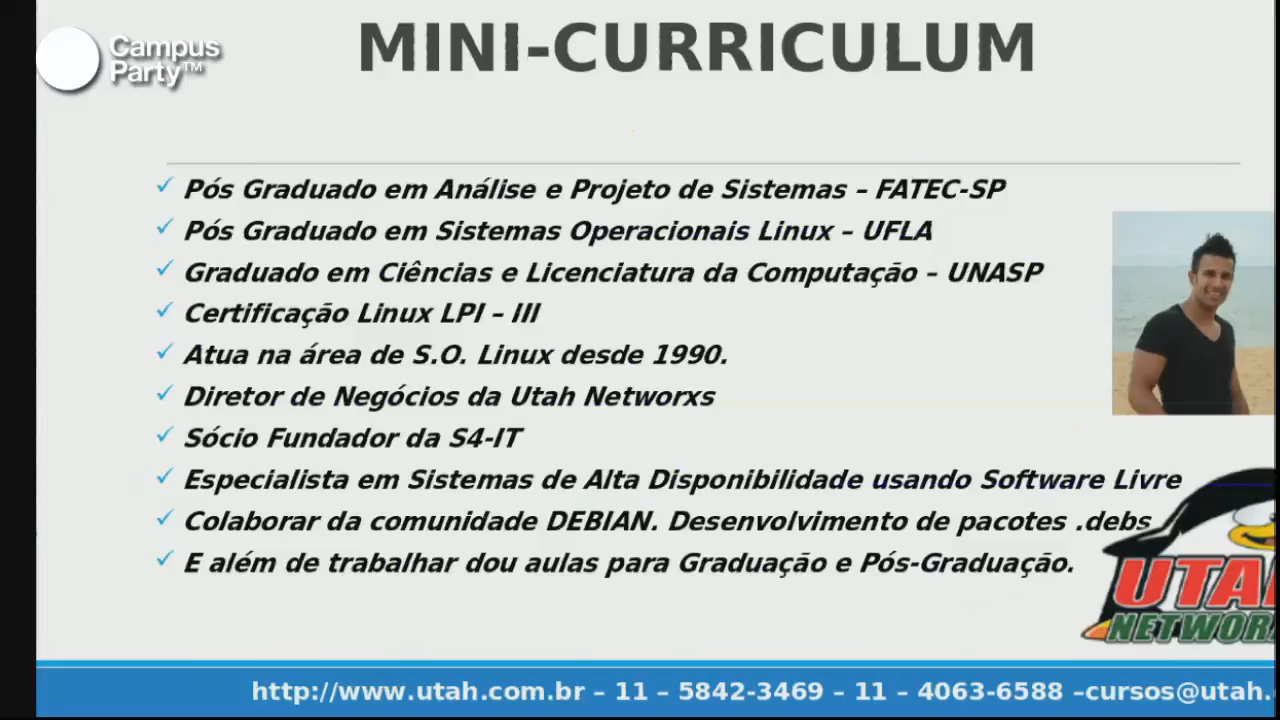 Campus
Party™
MINI-CURRICULUM
Pós Graduado em Análise e Projeto de Sistemas – FATEC-SP
Pós Graduado em Sistemas Operacionais Linux – UFLA
Graduado em Ciências e Licenciatura da Computação – UNASP
Certificação Linux LPI – III
Atua na área de S.O. Linux desde 1990.
Diretor de Negócios da Utah Networxs
Sócio Fundador da S4-IT
Especialista em Sistemas de Alta Disponibilidade usando Software Livre
Colaborar da comunidade DEBIAN. Desenvolvimento de pacotes .debs
E além de trabalhar dou aulas para Graduação e Pós-Graduação.
UTAH
NETWOR
http://www.utah.com.br – 11 – 5842-3469 – 11 – 4063-6588 –cursos@utah.